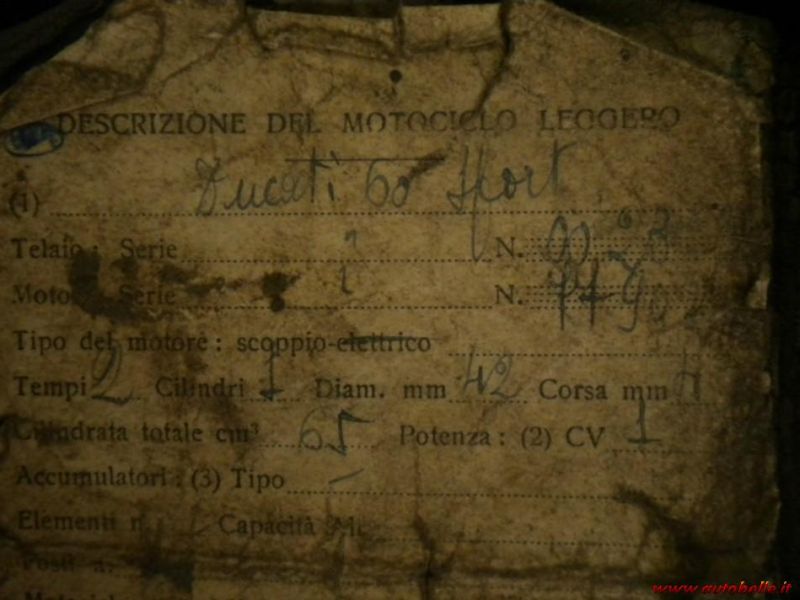 DESCRIZIONE DEL MOTOCICLO LEGGERO
(1) Ducati 60 Sport
Telaio: Serie N.
Motore Serie N.
Tipo del motore: scoppio-elettrico
Tempi 2 Cilindri 1 Diam. mm 42 Corsa mm
Cilindrata totale cm³ 65 Potenza: (2) CV 1
Accumulatori: (3) Tipo —
Elementi n. Capacità
Posti n.
www.autobelle.it